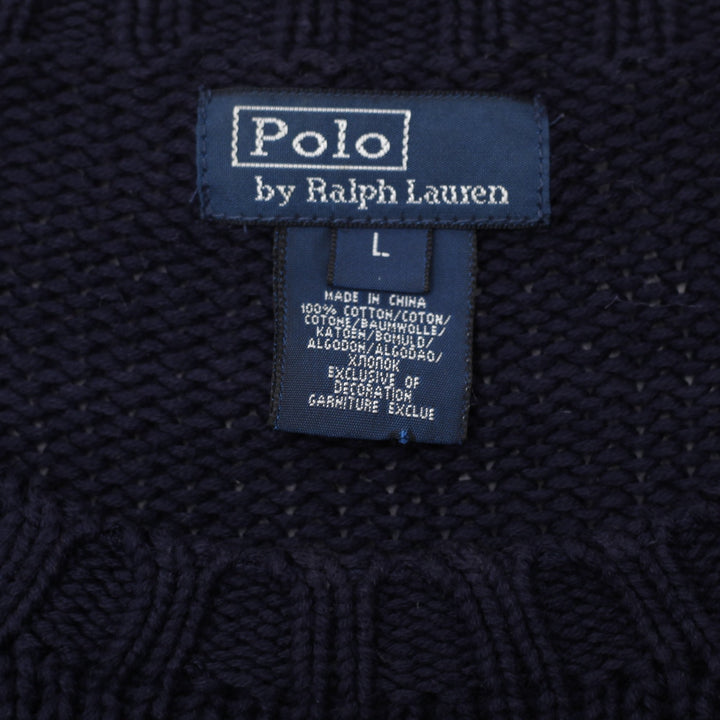 Polo
by Ralph Lauren
L
MADE IN CHINA
100% COTTON/COTON/
COTONE/BAUMWOLLE/
KATOEN/BOMULD/
ALGODON/ALGODAO/
ХЛОПОК
EXCLUSIVE OF
DECORATION
GARNITURE EXCLUE